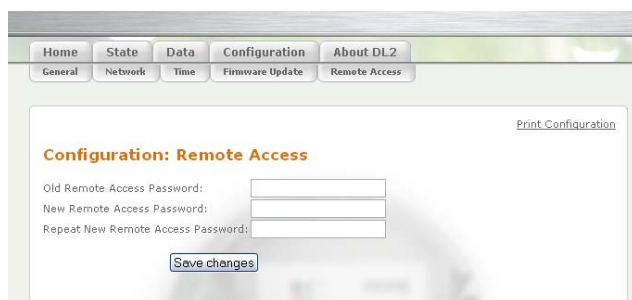 Home State Data Configuration About DL2
General Network Time Firmware Update Remote Access
Print Configuration
Configuration: Remote Access
Old Remote Access Password:
New Remote Access Password:
Repeat New Remote Access Password:
Save changes